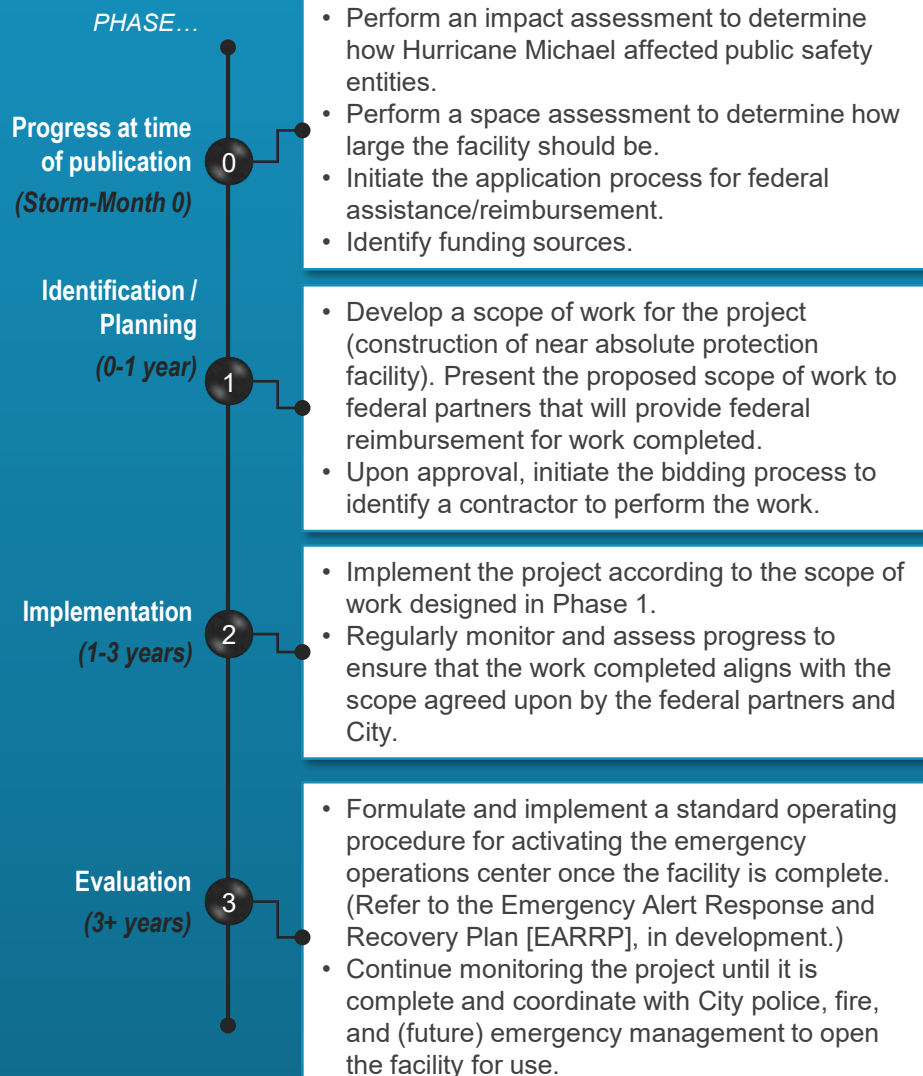 PHASE…
Progress at time
of publication
(Storm-Month 0)
0
• Perform an impact assessment to determine
how Hurricane Michael affected public safety
entities.
• Perform a space assessment to determine how
large the facility should be.
• Initiate the application process for federal
assistance/reimbursement.
• Identify funding sources.
Identification /
Planning
(0-1 year)
1
• Develop a scope of work for the project
(construction of near absolute protection
facility). Present the proposed scope of work to
federal partners that will provide federal
reimbursement for work completed.
• Upon approval, initiate the bidding process to
identify a contractor to perform the work.
Implementation
(1-3 years)
2
• Implement the project according to the scope of
work designed in Phase 1.
• Regularly monitor and assess progress to
ensure that the work completed aligns with the
scope agreed upon by the federal partners and
City.
Evaluation
(3+ years)
3
• Formulate and implement a standard operating
procedure for activating the emergency
operations center once the facility is complete.
(Refer to the Emergency Alert Response and
Recovery Plan [EARRP], in development.)
• Continue monitoring the project until it is
complete and coordinate with City police, fire,
and (future) emergency management to open
the facility for use.